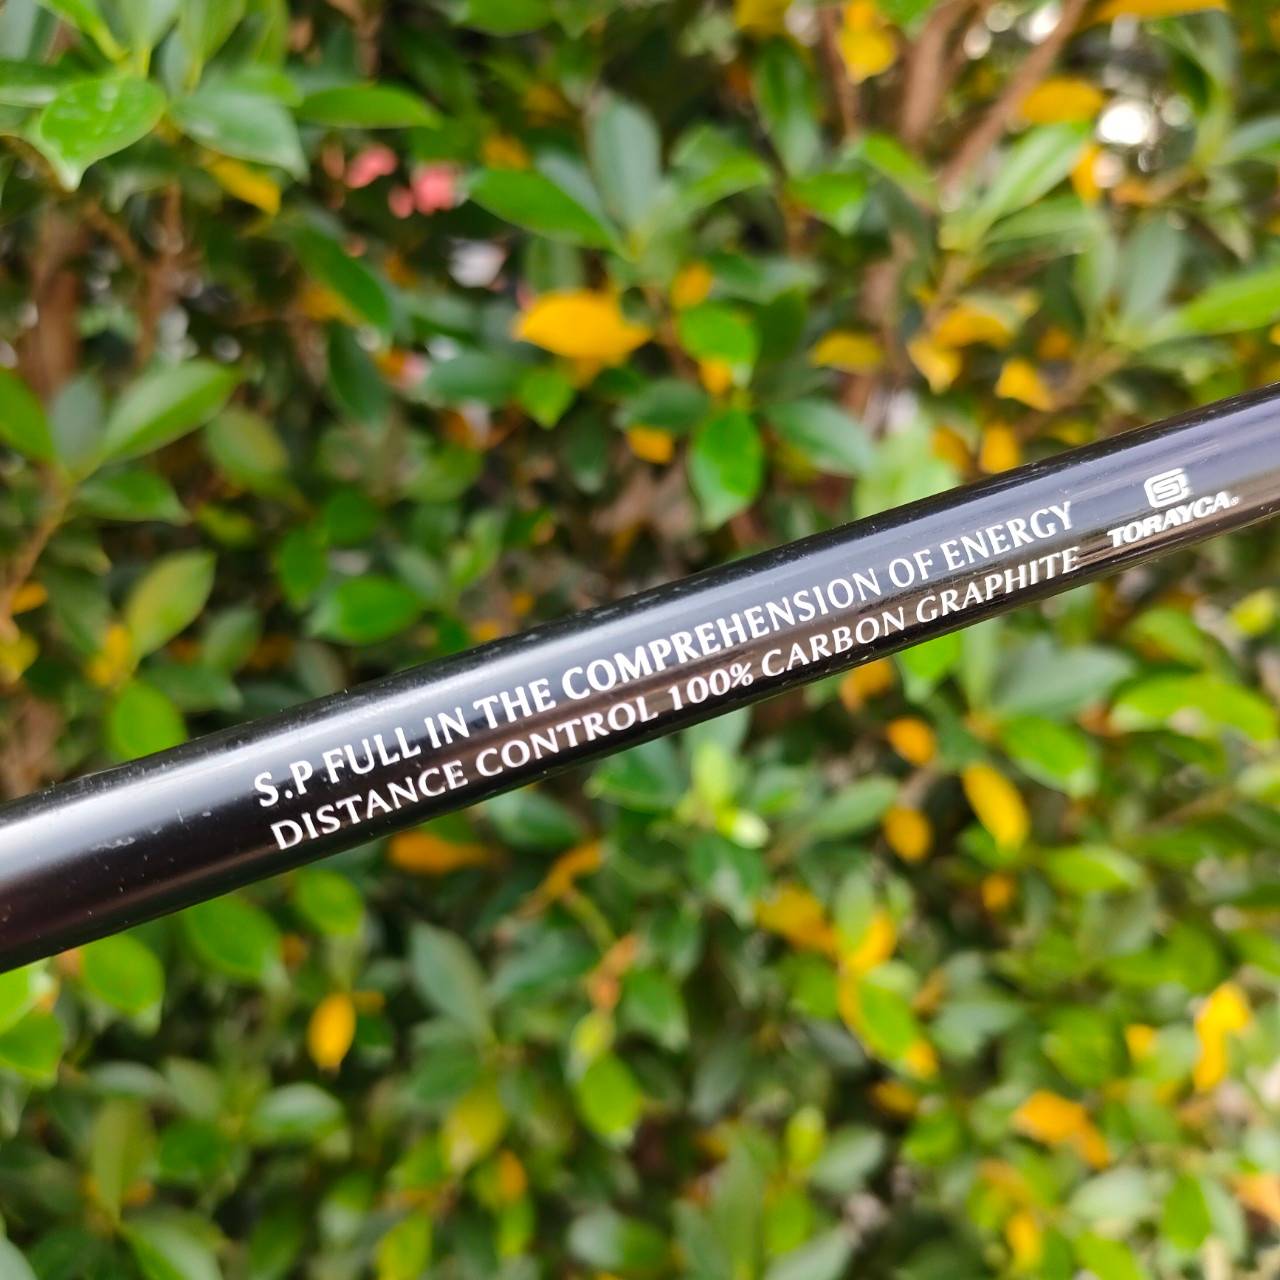 S.P FULL IN THE COMPREHENSION OF ENERGY
DISTANCE CONTROL 100% CARBON GRAPHITE
TORAYCA®